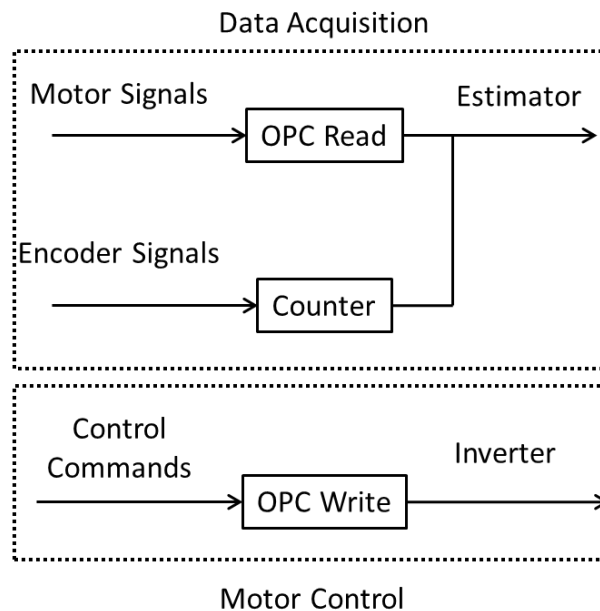 Data Acquisition
Motor Signals
Estimator
OPC Read
Encoder Signals
Counter
Control
Commands
Inverter
OPC Write
Motor Control